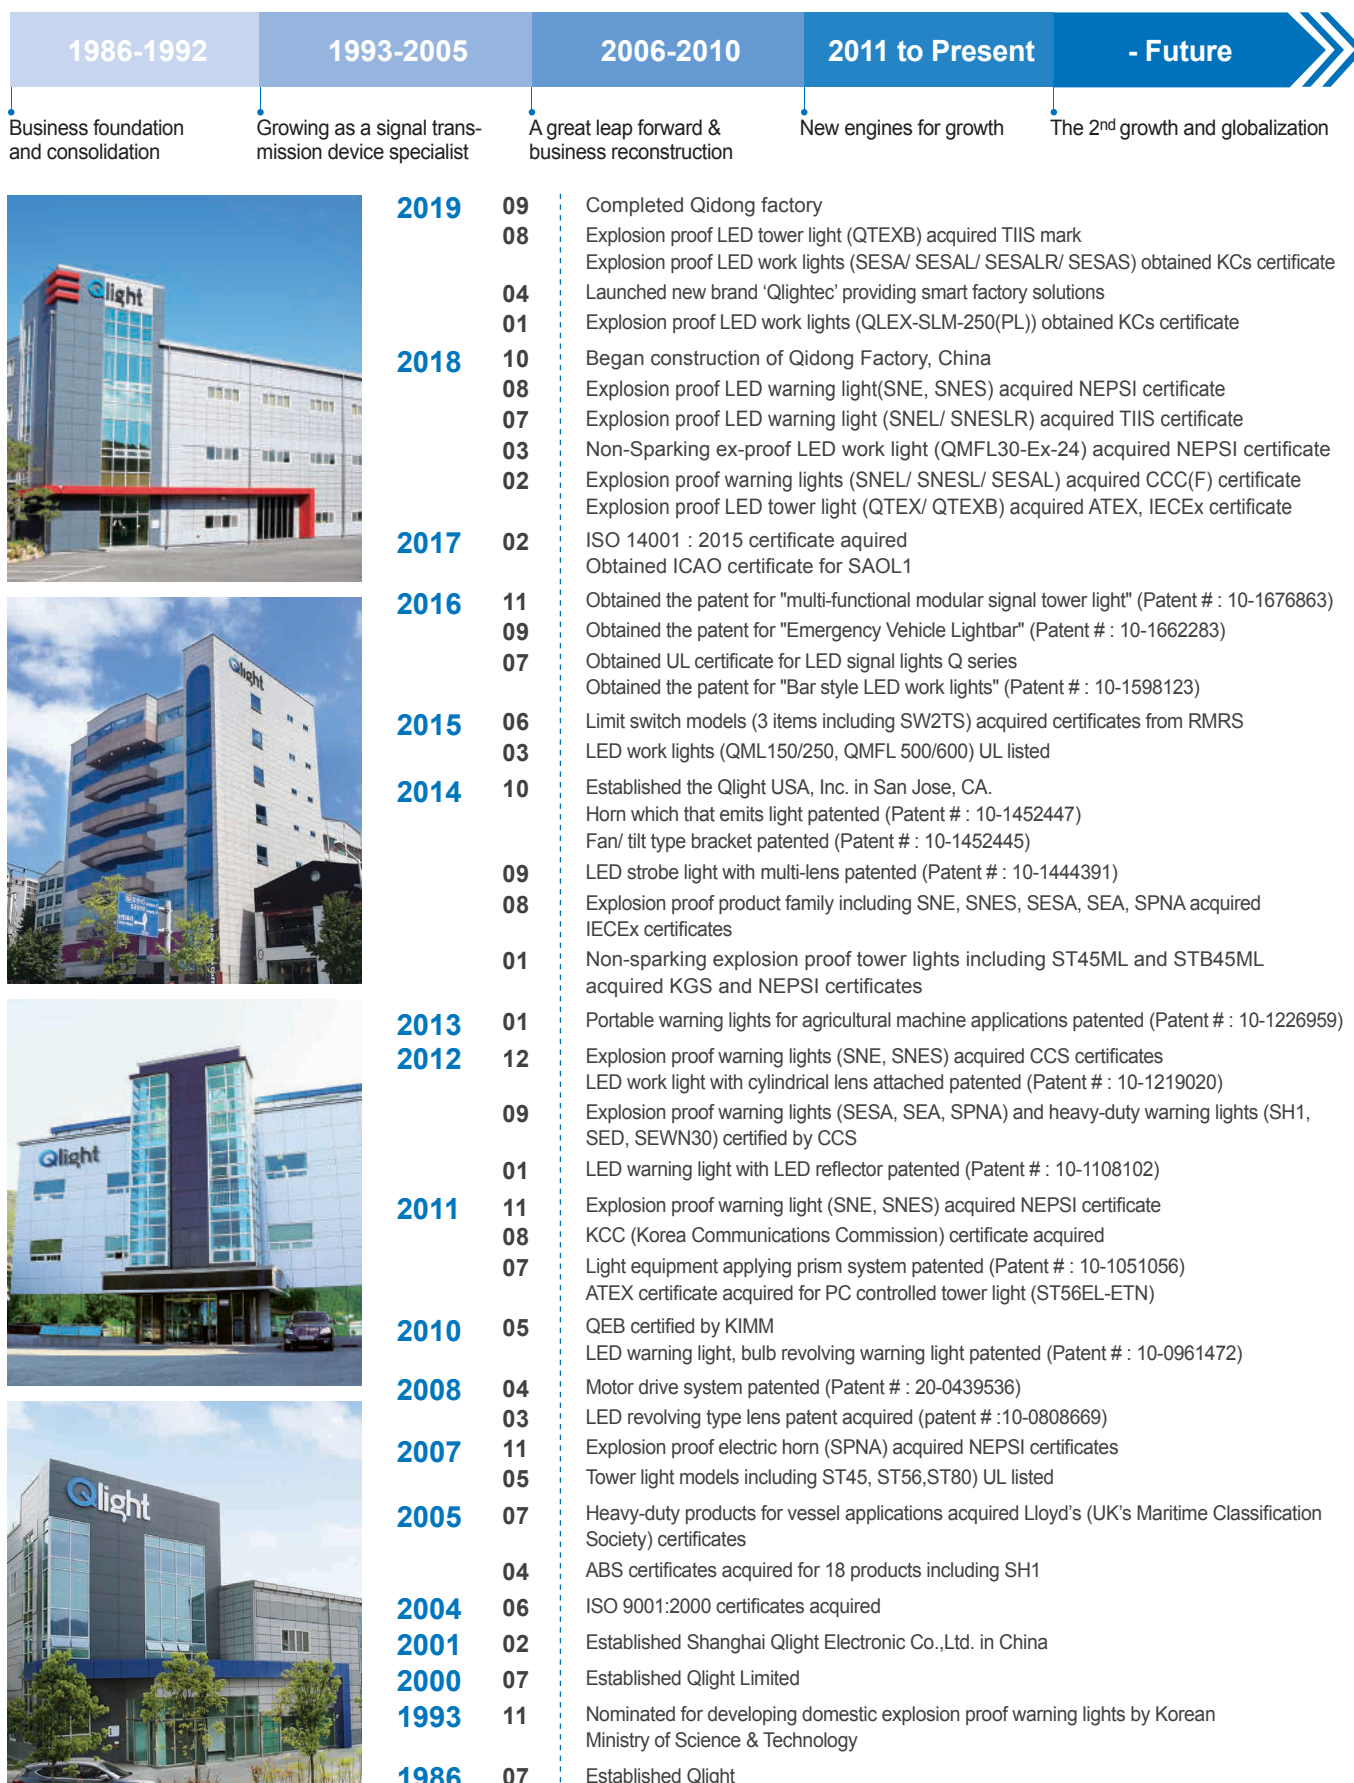 1986-1992
1993-2005
2006-2010
2011 to Present
- Future
Business foundation
and consolidation
Growing as a signal trans-
mission device specialist
A great leap forward &
business reconstruction
New engines for growth
The 2nd growth and globalization
Qlight
Qlight
Qlight
Qlight
2019 09 Completed Qidong factory
08 Explosion proof LED tower light (QTEXB) acquired TIIS mark
Explosion proof LED work lights (SESA/ SESAL/ SESALR/ SESAS) obtained KCs certificate
04 Launched new brand ‘Qlightec’ providing smart factory solutions
01 Explosion proof LED work lights (QLEX-SLM-250(PL)) obtained KCs certificate
2018 10 Began construction of Qidong Factory, China
08 Explosion proof LED warning light(SNE, SNES) acquired NEPSI certificate
07 Explosion proof LED warning light (SNEL/ SNESLR) acquired TIIS certificate
03 Non-Sparking ex-proof LED work light (QMFL30-Ex-24) acquired NEPSI certificate
02 Explosion proof warning lights (SNEL/ SNESL/ SESAL) acquired CCC(F) certificate
Explosion proof LED tower light (QTEX/ QTEXB) acquired ATEX, IECEx certificate
2017 02 ISO 14001 : 2015 certificate aquired
Obtained ICAO certificate for SAOL1
2016 11 Obtained the patent for "multi-functional modular signal tower light" (Patent # : 10-1676863)
09 Obtained the patent for "Emergency Vehicle Lightbar" (Patent # : 10-1662283)
07 Obtained UL certificate for LED signal lights Q series
Obtained the patent for "Bar style LED work lights" (Patent # : 10-1598123)
2015 06 Limit switch models (3 items including SW2TS) acquired certificates from RMRS
03 LED work lights (QML150/250, QMFL 500/600) UL listed
2014 10 Established the Qlight USA, Inc. in San Jose, CA.
Horn which that emits light patented (Patent # : 10-1452447)
Fan/ tilt type bracket patented (Patent # : 10-1452445)
09 LED strobe light with multi-lens patented (Patent # : 10-1444391)
08 Explosion proof product family including SNE, SNES, SESA, SEA, SPNA acquired
IECEx certificates
01 Non-sparking explosion proof tower lights including ST45ML and STB45ML
acquired KGS and NEPSI certificates
2013 01 Portable warning lights for agricultural machine applications patented (Patent # : 10-1226959)
2012 12 Explosion proof warning lights (SNE, SNES) acquired CCS certificates
LED work light with cylindrical lens attached patented (Patent # : 10-1219020)
09 Explosion proof warning lights (SESA, SEA, SPNA) and heavy-duty warning lights (SH1,
SED, SEWN30) certified by CCS
01 LED warning light with LED reflector patented (Patent # : 10-1108102)
2011 11 Explosion proof warning light (SNE, SNES) acquired NEPSI certificate
08 KCC (Korea Communications Commission) certificate acquired
07 Light equipment applying prism system patented (Patent # : 10-1051056)
ATEX certificate acquired for PC controlled tower light (ST56EL-ETN)
2010 05 QEB certified by KIMM
LED warning light, bulb revolving warning light patented (Patent # : 10-0961472)
2008 04 Motor drive system patented (Patent # : 20-0439536)
03 LED revolving type lens patent acquired (patent # :10-0808669)
2007 11 Explosion proof electric horn (SPNA) acquired NEPSI certificates
05 Tower light models including ST45, ST56,ST80) UL listed
2005 07 Heavy-duty products for vessel applications acquired Lloyd’s (UK’s Maritime Classification
Society) certificates
04 ABS certificates acquired for 18 products including SH1
2004 06 ISO 9001:2000 certificates acquired
2001 02 Established Shanghai Qlight Electronic Co.,Ltd. in China
2000 07 Established Qlight Limited
1993 11 Nominated for developing domestic explosion proof warning lights by Korean
Ministry of Science & Technology
1986 07 Established Qlight